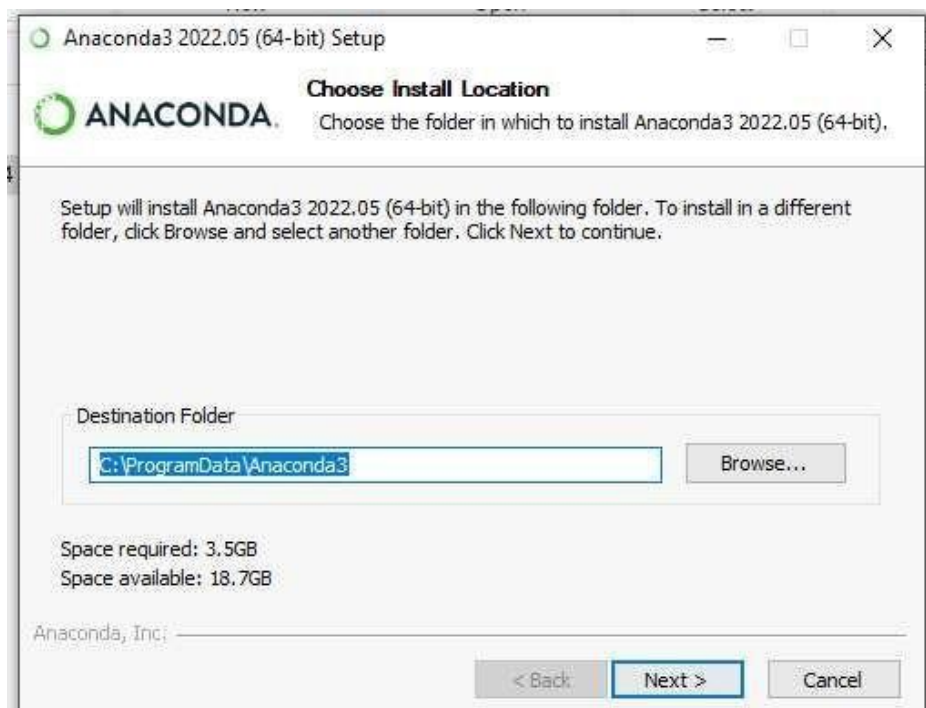 Anaconda3 2022.05 (64-bit) Setup
ANACONDA.
Choose Install Location
Choose the folder in which to install Anaconda3 2022.05 (64-bit).
4
Setup will install Anaconda3 2022.05 (64-bit) in the following folder. To install in a different
folder, click Browse and select another folder. Click Next to continue.
Destination Folder
C:\ProgramData\Anaconda3
Browse...
Space required: 3.5GB
Space available: 18.7GB
Anaconda, Inc.
< Back
Next >
Cancel